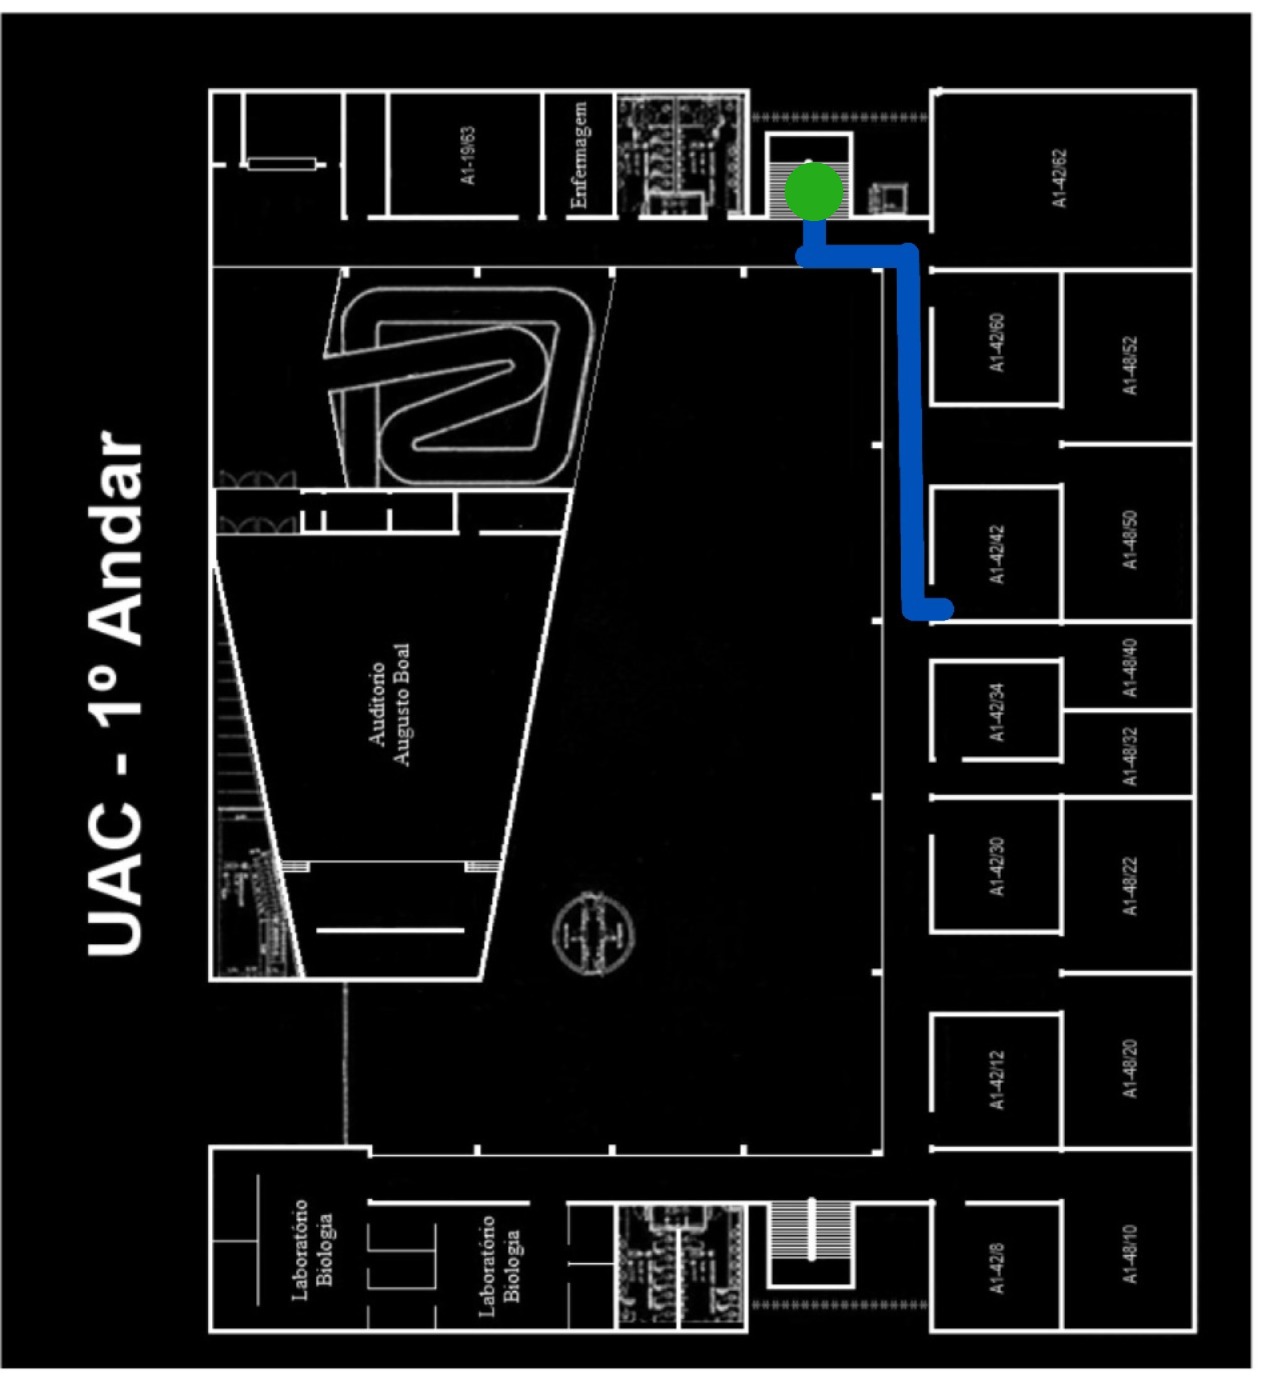 UAC - 1º Andar
Laboratório
Biologia
Laboratório
Biologia
A1-42/8
A1-48/10
A1-42/12
A1-48/20
A1-42/30
A1-48/22
A1-48/32
A1-42/34
A1-48/40
Auditorio
Augusto Boal
A1-42/42
A1-48/50
A1-42/60
A1-48/52
A1-19/63
Enfermagem
A1-42/62